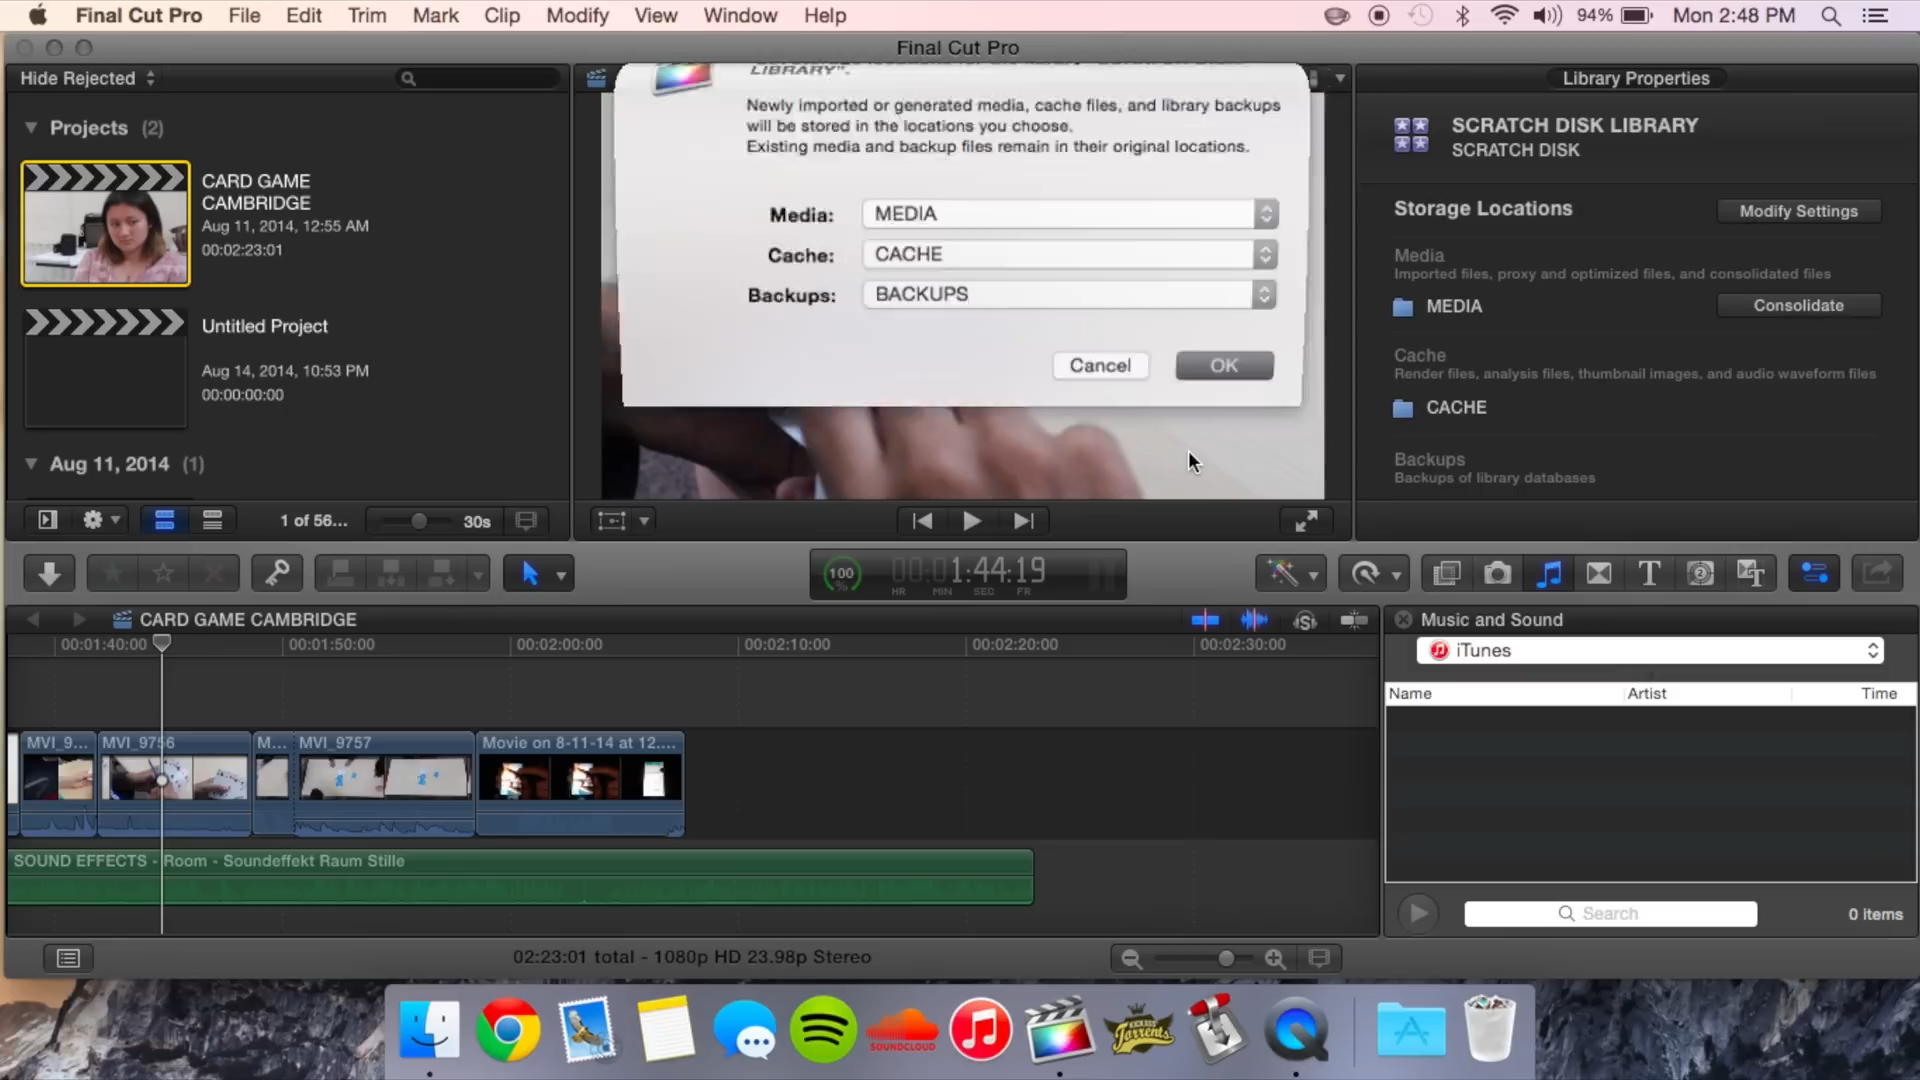 Final Cut Pro File Edit Trim Mark Clip Modify View Window Help 94% Mon 2:48 PM
Final Cut Pro
Hide Rejected
Projects (2)
CARD GAME
CAMBRIDGE
Aug 11, 2014, 12:55 AM
00:02:23:01
Untitled Project
Aug 14, 2014, 10:53 PM
00:00:00:00
Aug 11, 2014 (1)
1 of 56... 30s
LIBRARY".
Newly imported or generated media, cache files, and library backups
will be stored in the locations you choose.
Existing media and backup files remain in their original locations.
Media: MEDIA
Cache: CACHE
Backups: BACKUPS
Cancel OK
Library Properties
SCRATCH DISK LIBRARY
SCRATCH DISK
Storage Locations Modify Settings
Media
Imported files, proxy and optimized files, and consolidated files
MEDIA Consolidate
Cache
Render files, analysis files, thumbnail images, and audio waveform files
CACHE
Backups
Backups of library databases
100 % 00:01:44:19
HR MIN SEC FR
CARD GAME CAMBRIDGE
00:01:40:00 00:01:50:00 00:02:00:00 00:02:10:00 00:02:20:00 00:02:30:00
MVI_9... MVI_9756 M... MVI_9757 Movie on 8-11-14 at 12....
SOUND EFFECTS - Room - Soundeffekt Raum Stille
02:23:01 total - 1080p HD 23.98p Stereo
Music and Sound
iTunes
Name Artist Time
Search 0 items
SOUNDCLOUD
KICKASS
Torrents